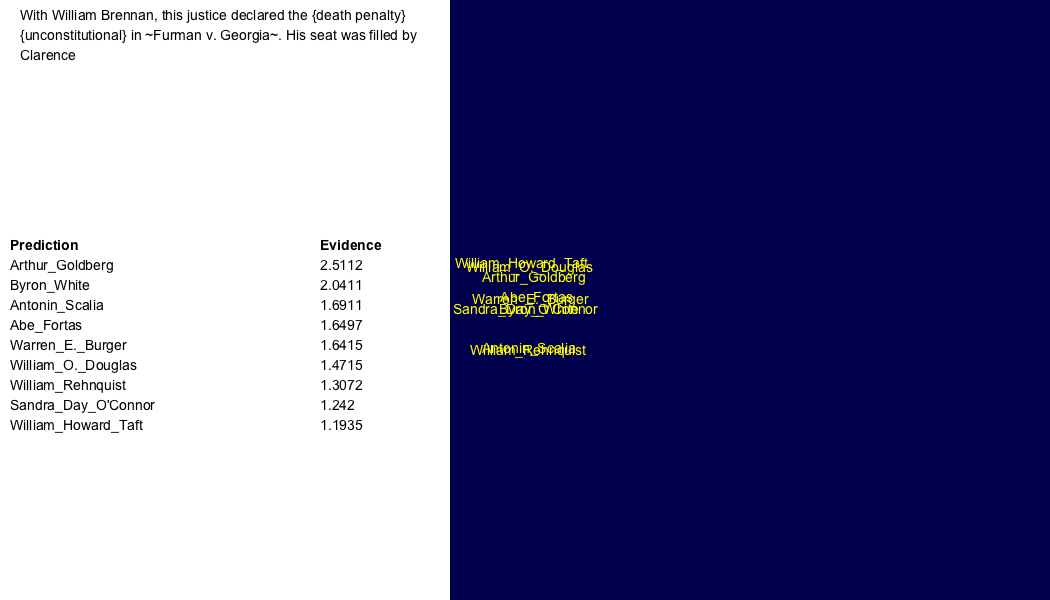 With William Brennan, this justice declared the {death penalty}
{unconstitutional} in ~Furman v. Georgia~. His seat was filled by
Clarence
Prediction Evidence
Arthur_Goldberg 2.5112
Byron_White 2.0411
Antonin_Scalia 1.6911
Abe_Fortas 1.6497
Warren_E._Burger 1.6415
William_O._Douglas 1.4715
William_Rehnquist 1.3072
Sandra_Day_O'Connor 1.242
William_Howard_Taft 1.1935
William_Howard_Taft
William_O._Douglas
Arthur_Goldberg
Abe_Fortas
Warren_E._Burger
Sandra_Day_O'Connor
Byron_White
Antonin_Scalia
William_Rehnquist